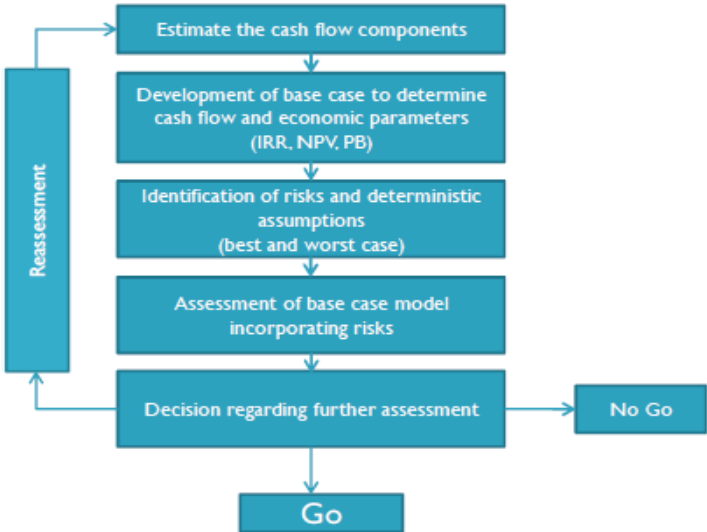 Estimate the cash flow components
Development of base case to determine
cash flow and economic parameters
(IRR, NPV, PB)
Identification of risks and deterministic
assumptions
(best and worst case)
Assessment of base case model
incorporating risks
Decision regarding further assessment
Reassessment
No Go
Go